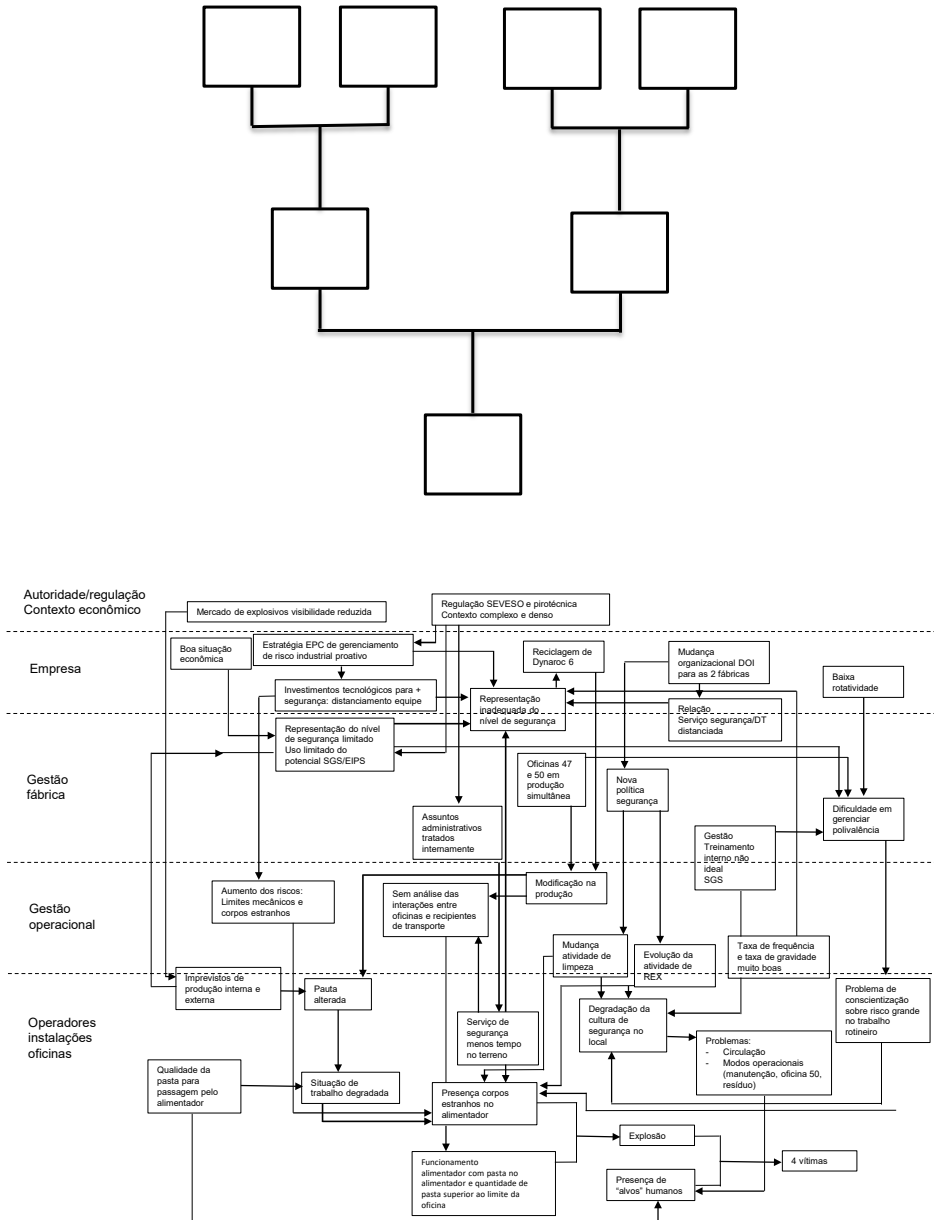 Autoridade/regulação
Contexto econômico
Mercado de explosivos visibilidade reduzida
Regulação SEVESO e pirotécnica
Contexto complexo e denso
Empresa
Boa situação
econômica
Estratégia EPC de gerenciamento
de risco industrial proativo
Reciclagem de
Dynaroc 6
Mudança
organizacional DOI
para as 2 fábricas
Baixa
rotatividade
Investimentos tecnológicos para +
segurança: distanciamento equipe
Representação
inadequada do
nível de segurança
Relação
Serviço segurança/DT
distanciada
Gestão
fábrica
Representação do nível
de segurança limitado
Uso limitado do
potencial SGS/EIPS
Oficinas 47
e 50 em
produção
simultânea
Nova
política
segurança
Dificuldade em
gerenciar
polivalência
Assuntos
administrativos
tratados
internamente
Gestão
Treinamento
interno não
ideal
SGS
Gestão
operacional
Aumento dos riscos:
Limites mecânicos e
corpos estranhos
Sem análise das
interações entre
oficinas e recipientes
de transporte
Modificação na
produção
Mudança
atividade de
limpeza
Evolução da
atividade de
REX
Taxa de frequência
e taxa de gravidade
muito boas
Operadores
instalações
oficinas
Imprevistos de
produção interna e
externa
Pauta
alterada
Serviço de
segurança
menos tempo no
terreno
Degradação da
cultura de
segurança no
local
Problema de
conscientização
sobre risco grande
no trabalho
rotineiro
Problemas:
- Circulação
- Modos operacionais
(manutenção, oficina 50,
resíduo)
Qualidade da
pasta para
passagem pelo
alimentador
Situação de
trabalho degradada
Presença corpos
estranhos no
alimentador
Explosão
4 vítimas
Funcionamento
alimentador com pasta no
alimentador e quantidade de
pasta superior ao limite da
oficina
Presença de
“alvos” humanos